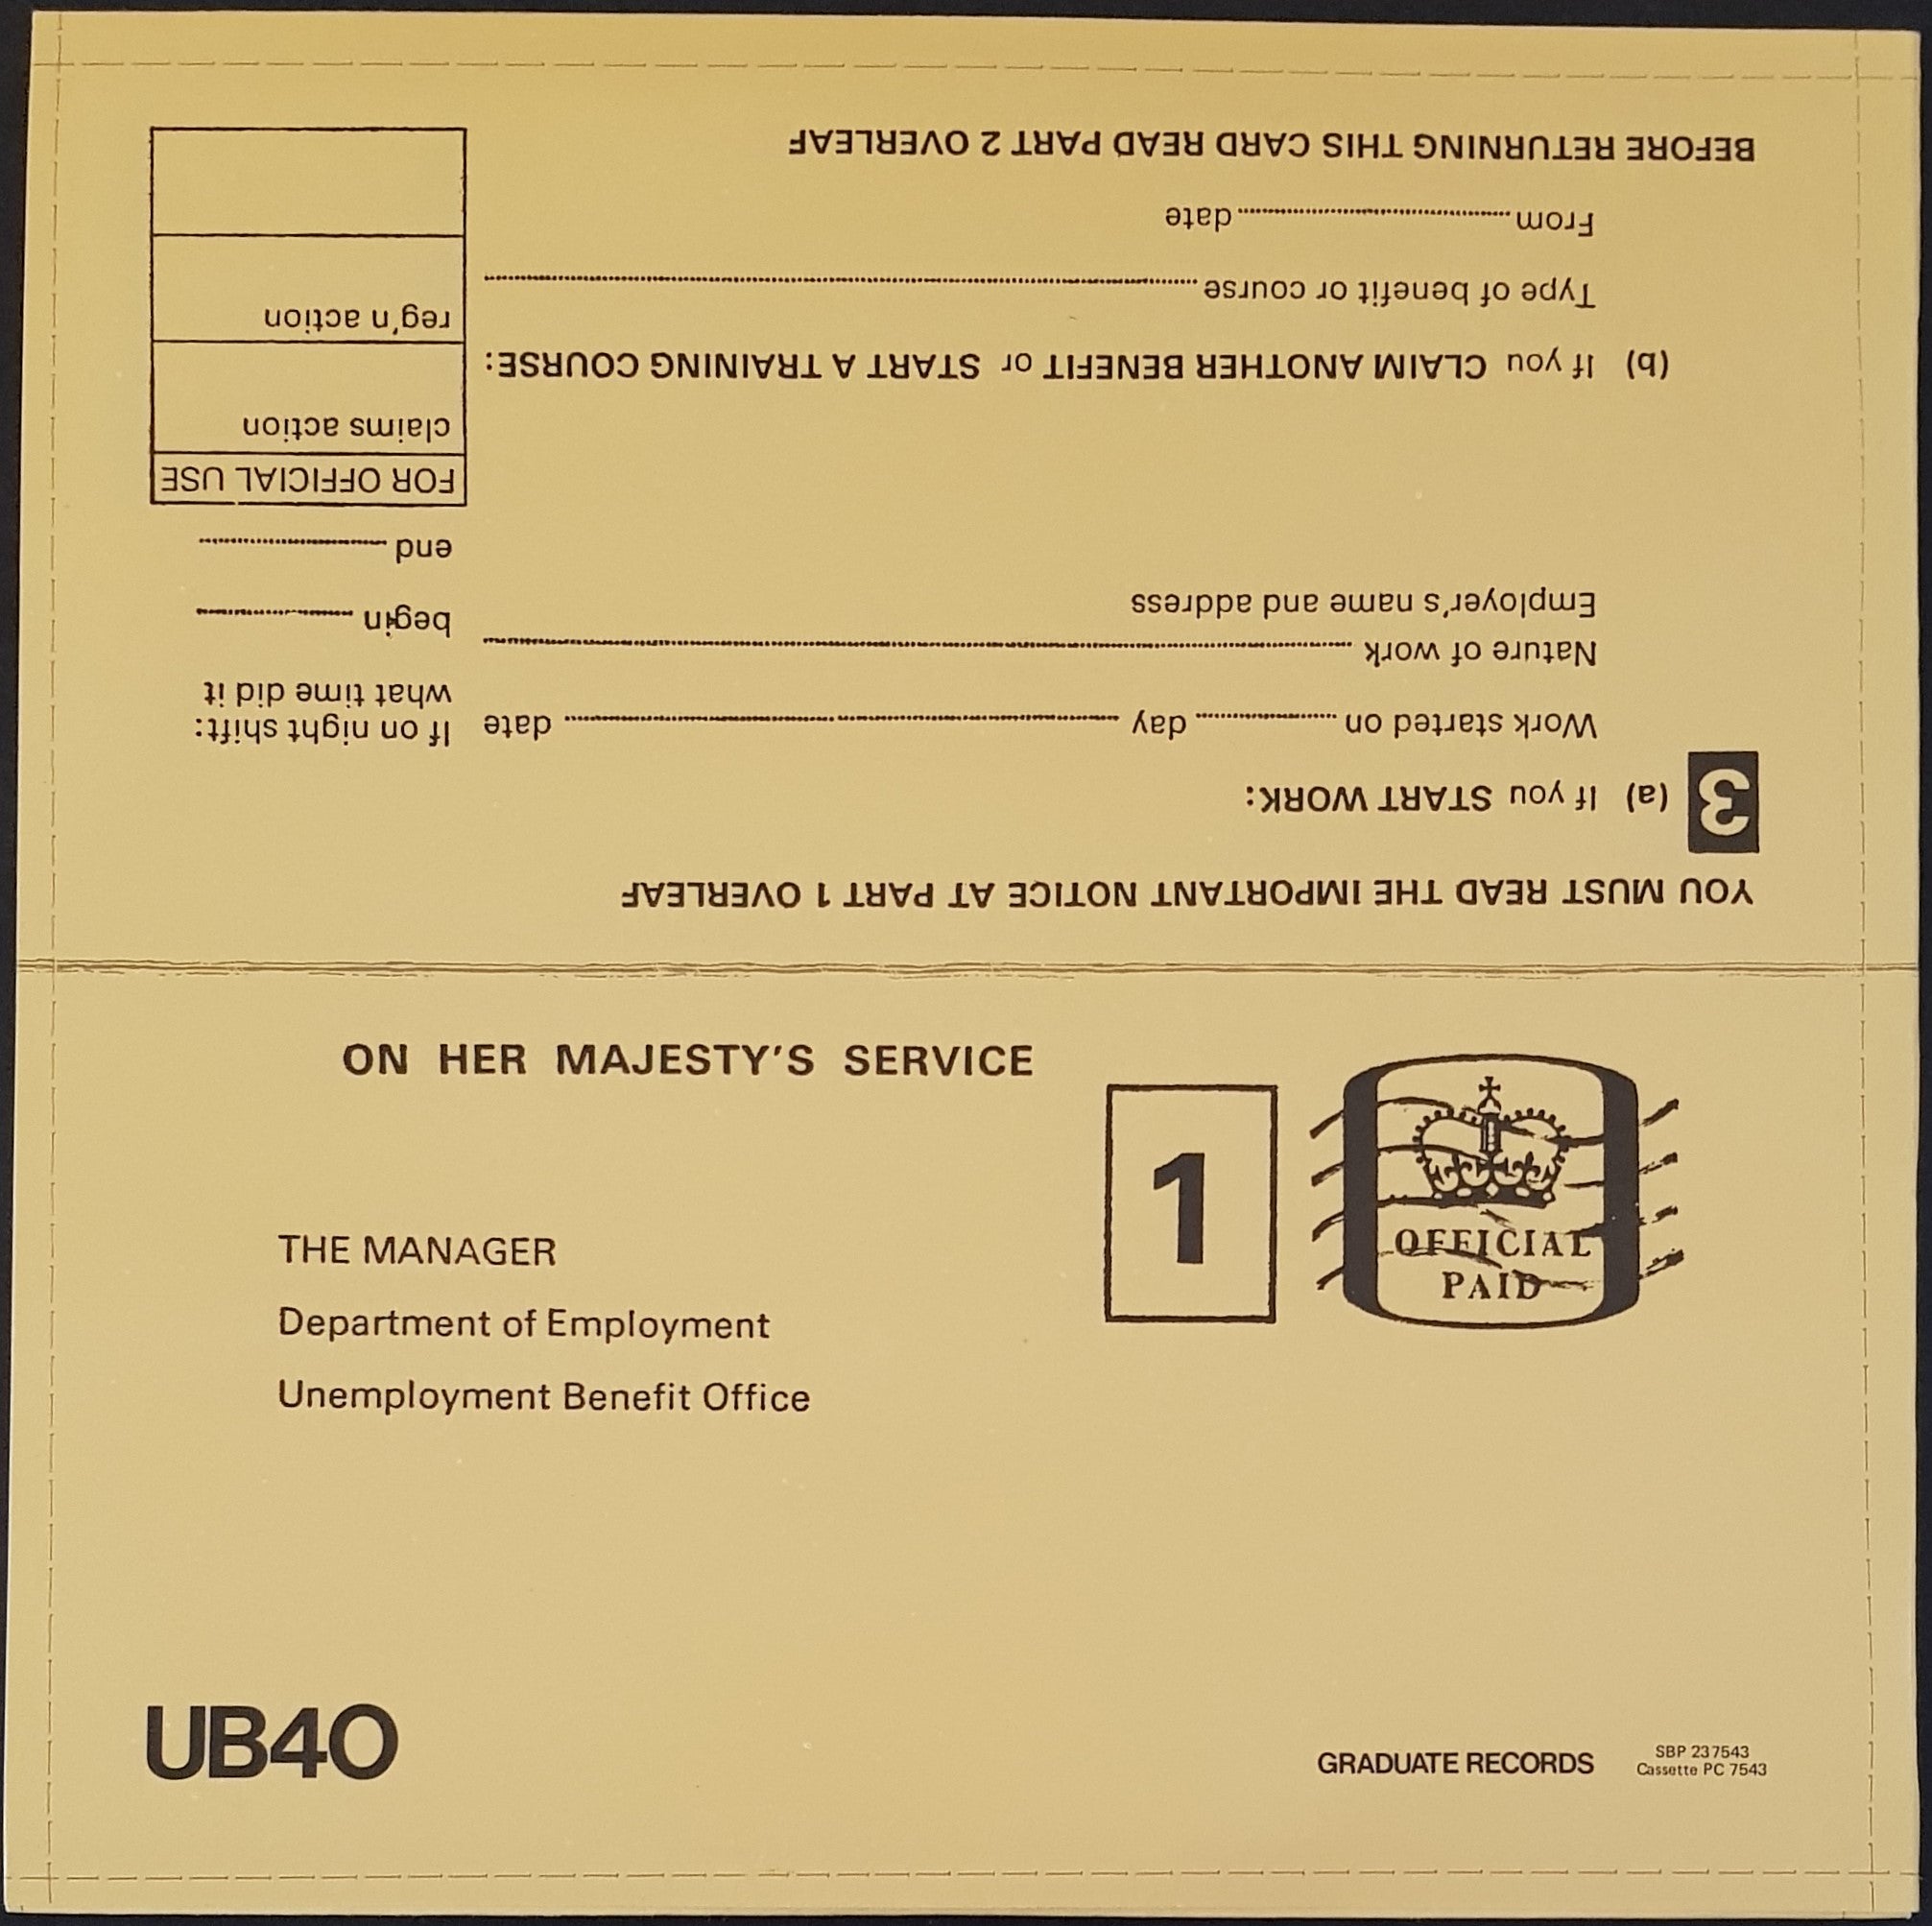 YOU MUST READ THE IMPORTANT NOTICE AT PART 1 OVERLEAF
3 (a) If you START WORK:
Work started on ........ day ........ date
Nature of work ........
Employer's name and address
If on night shift:
what time did it
begin ........
end ........
(b) If you CLAIM ANOTHER BENEFIT or START A TRAINING COURSE:
Type of benefit or course ........
From ........ date
BEFORE RETURNING THIS CARD READ PART 2 OVERLEAF
FOR OFFICIAL USE
claims action
reg'n action
ON HER MAJESTY'S SERVICE
1
OFFICIAL
PAID
THE MANAGER
Department of Employment
Unemployment Benefit Office
UB40
GRADUATE RECORDS
SBP 237543
Cassette PC 7543